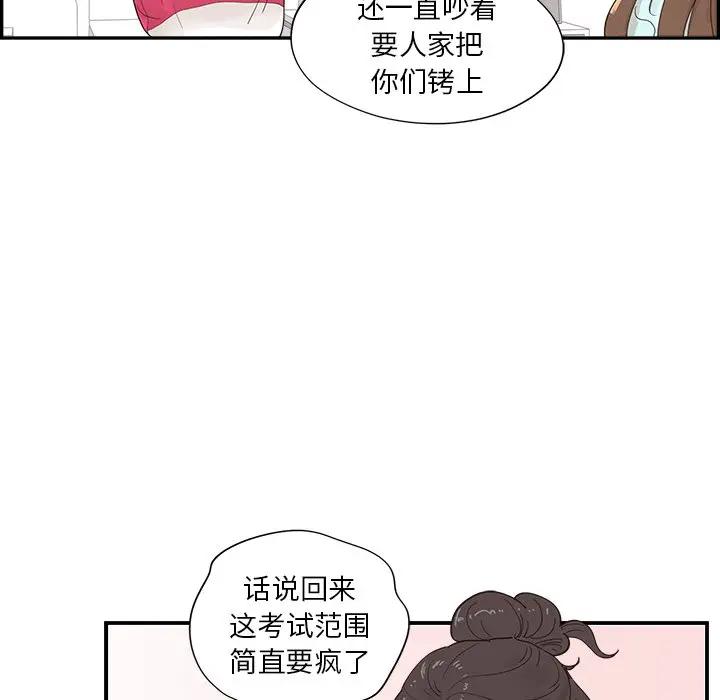 还一直吵着
要人家把
你们铐上
话说回来
这考试范围
简直要疯了